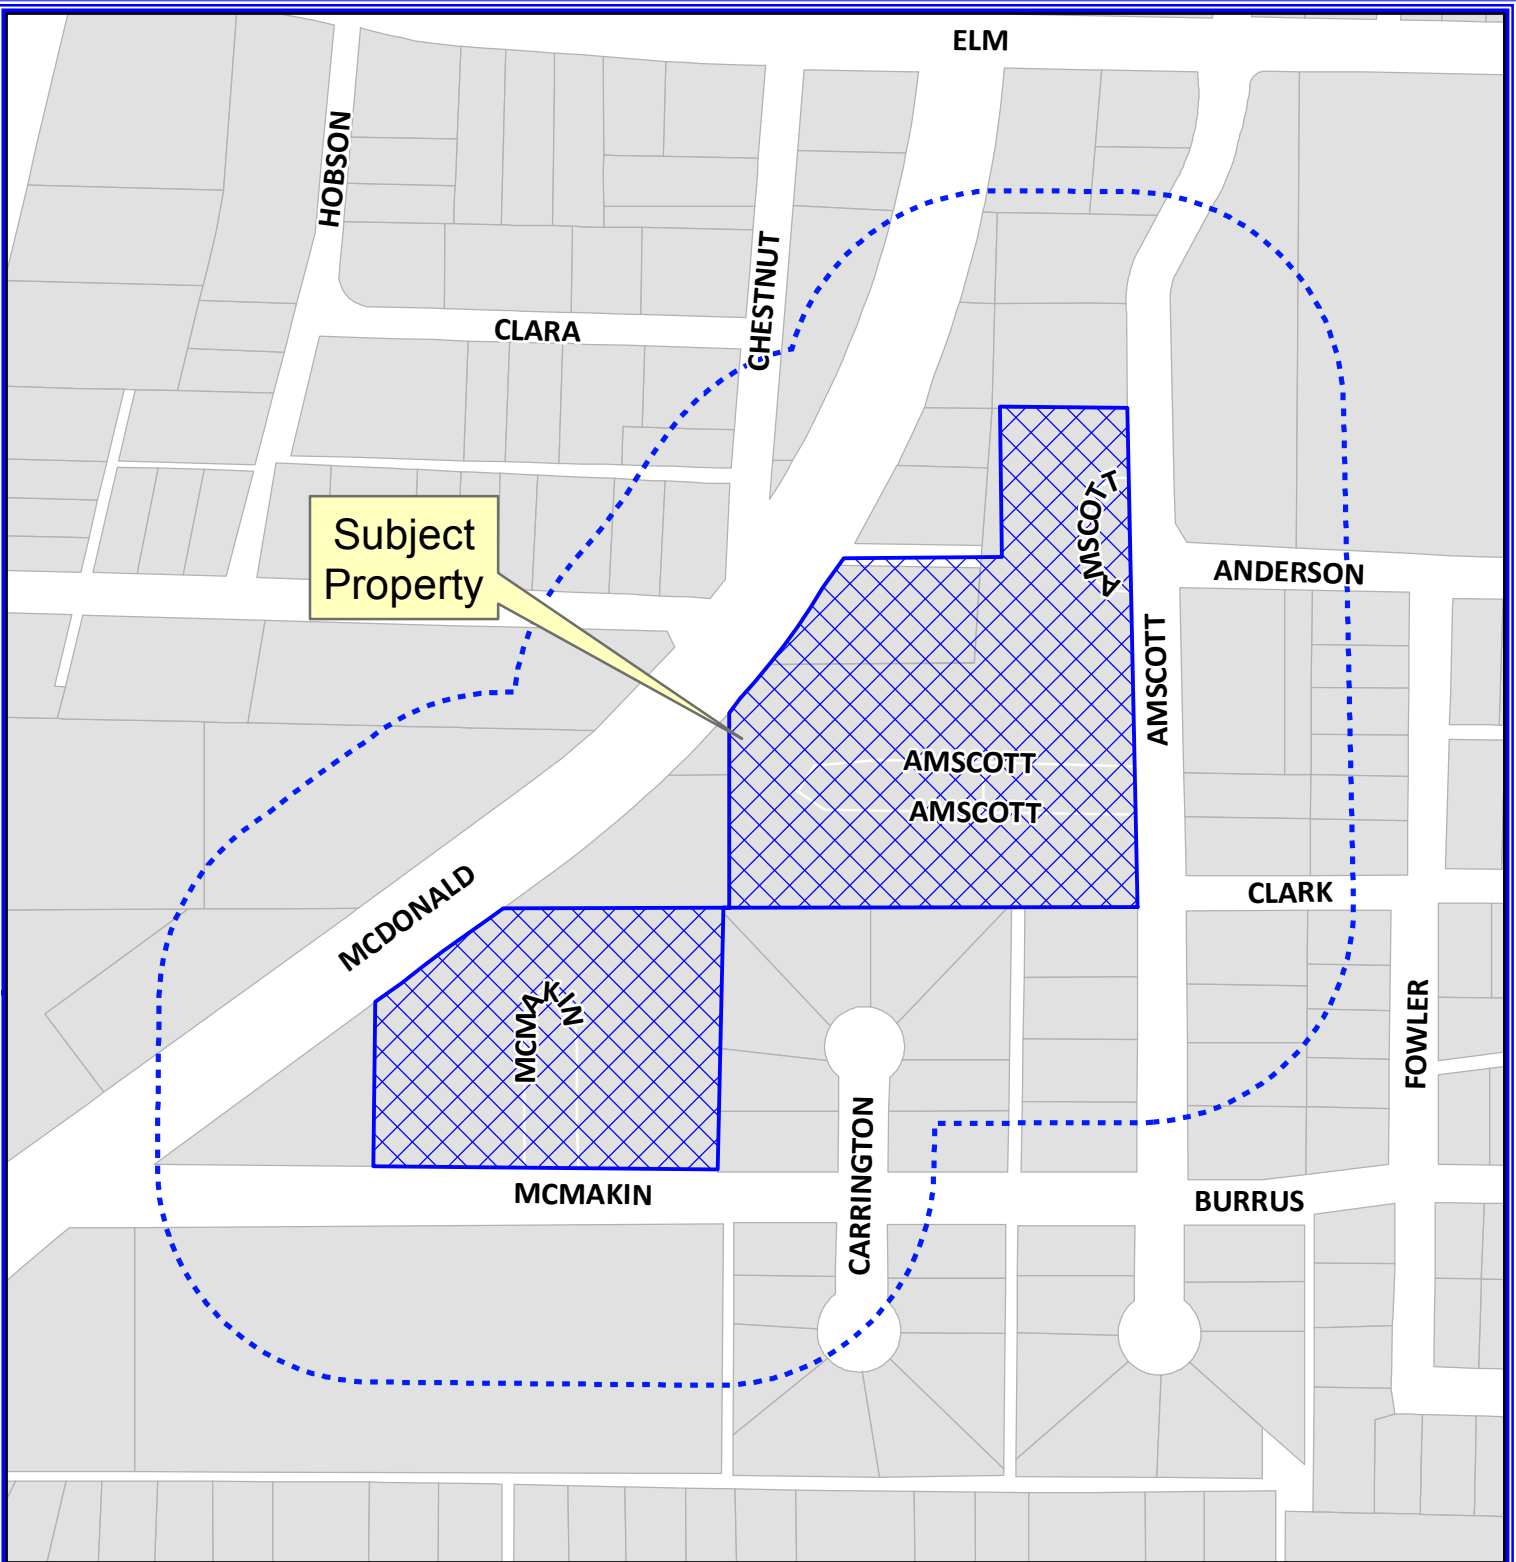 ELM
HOBSON
CHESTNUT
CLARA
AMSCOTT
Subject
Property
ANDERSON
AMSCOTT
AMSCOTT
AMSCOTT
MCDONALD
CLARK
MCMAKIN
FOWLER
CARRINGTON
MCMAKIN
BURRUS